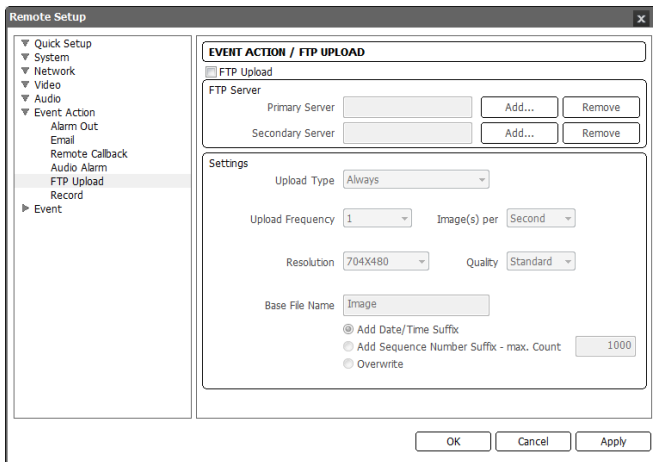 Remote Setup
x
Quick Setup
System
Network
Video
Audio
Event Action
Alarm Out
Email
Remote Callback
Audio Alarm
FTP Upload
Record
Event
EVENT ACTION / FTP UPLOAD
FTP Upload
FTP Server
Primary Server Add... Remove
Secondary Server Add... Remove
Settings
Upload Type Always
Upload Frequency 1 Image(s) per Second
Resolution 704X480 Quality Standard
Base File Name Image
Add Date/Time Suffix
Add Sequence Number Suffix - max. Count 1000
Overwrite
OK Cancel Apply